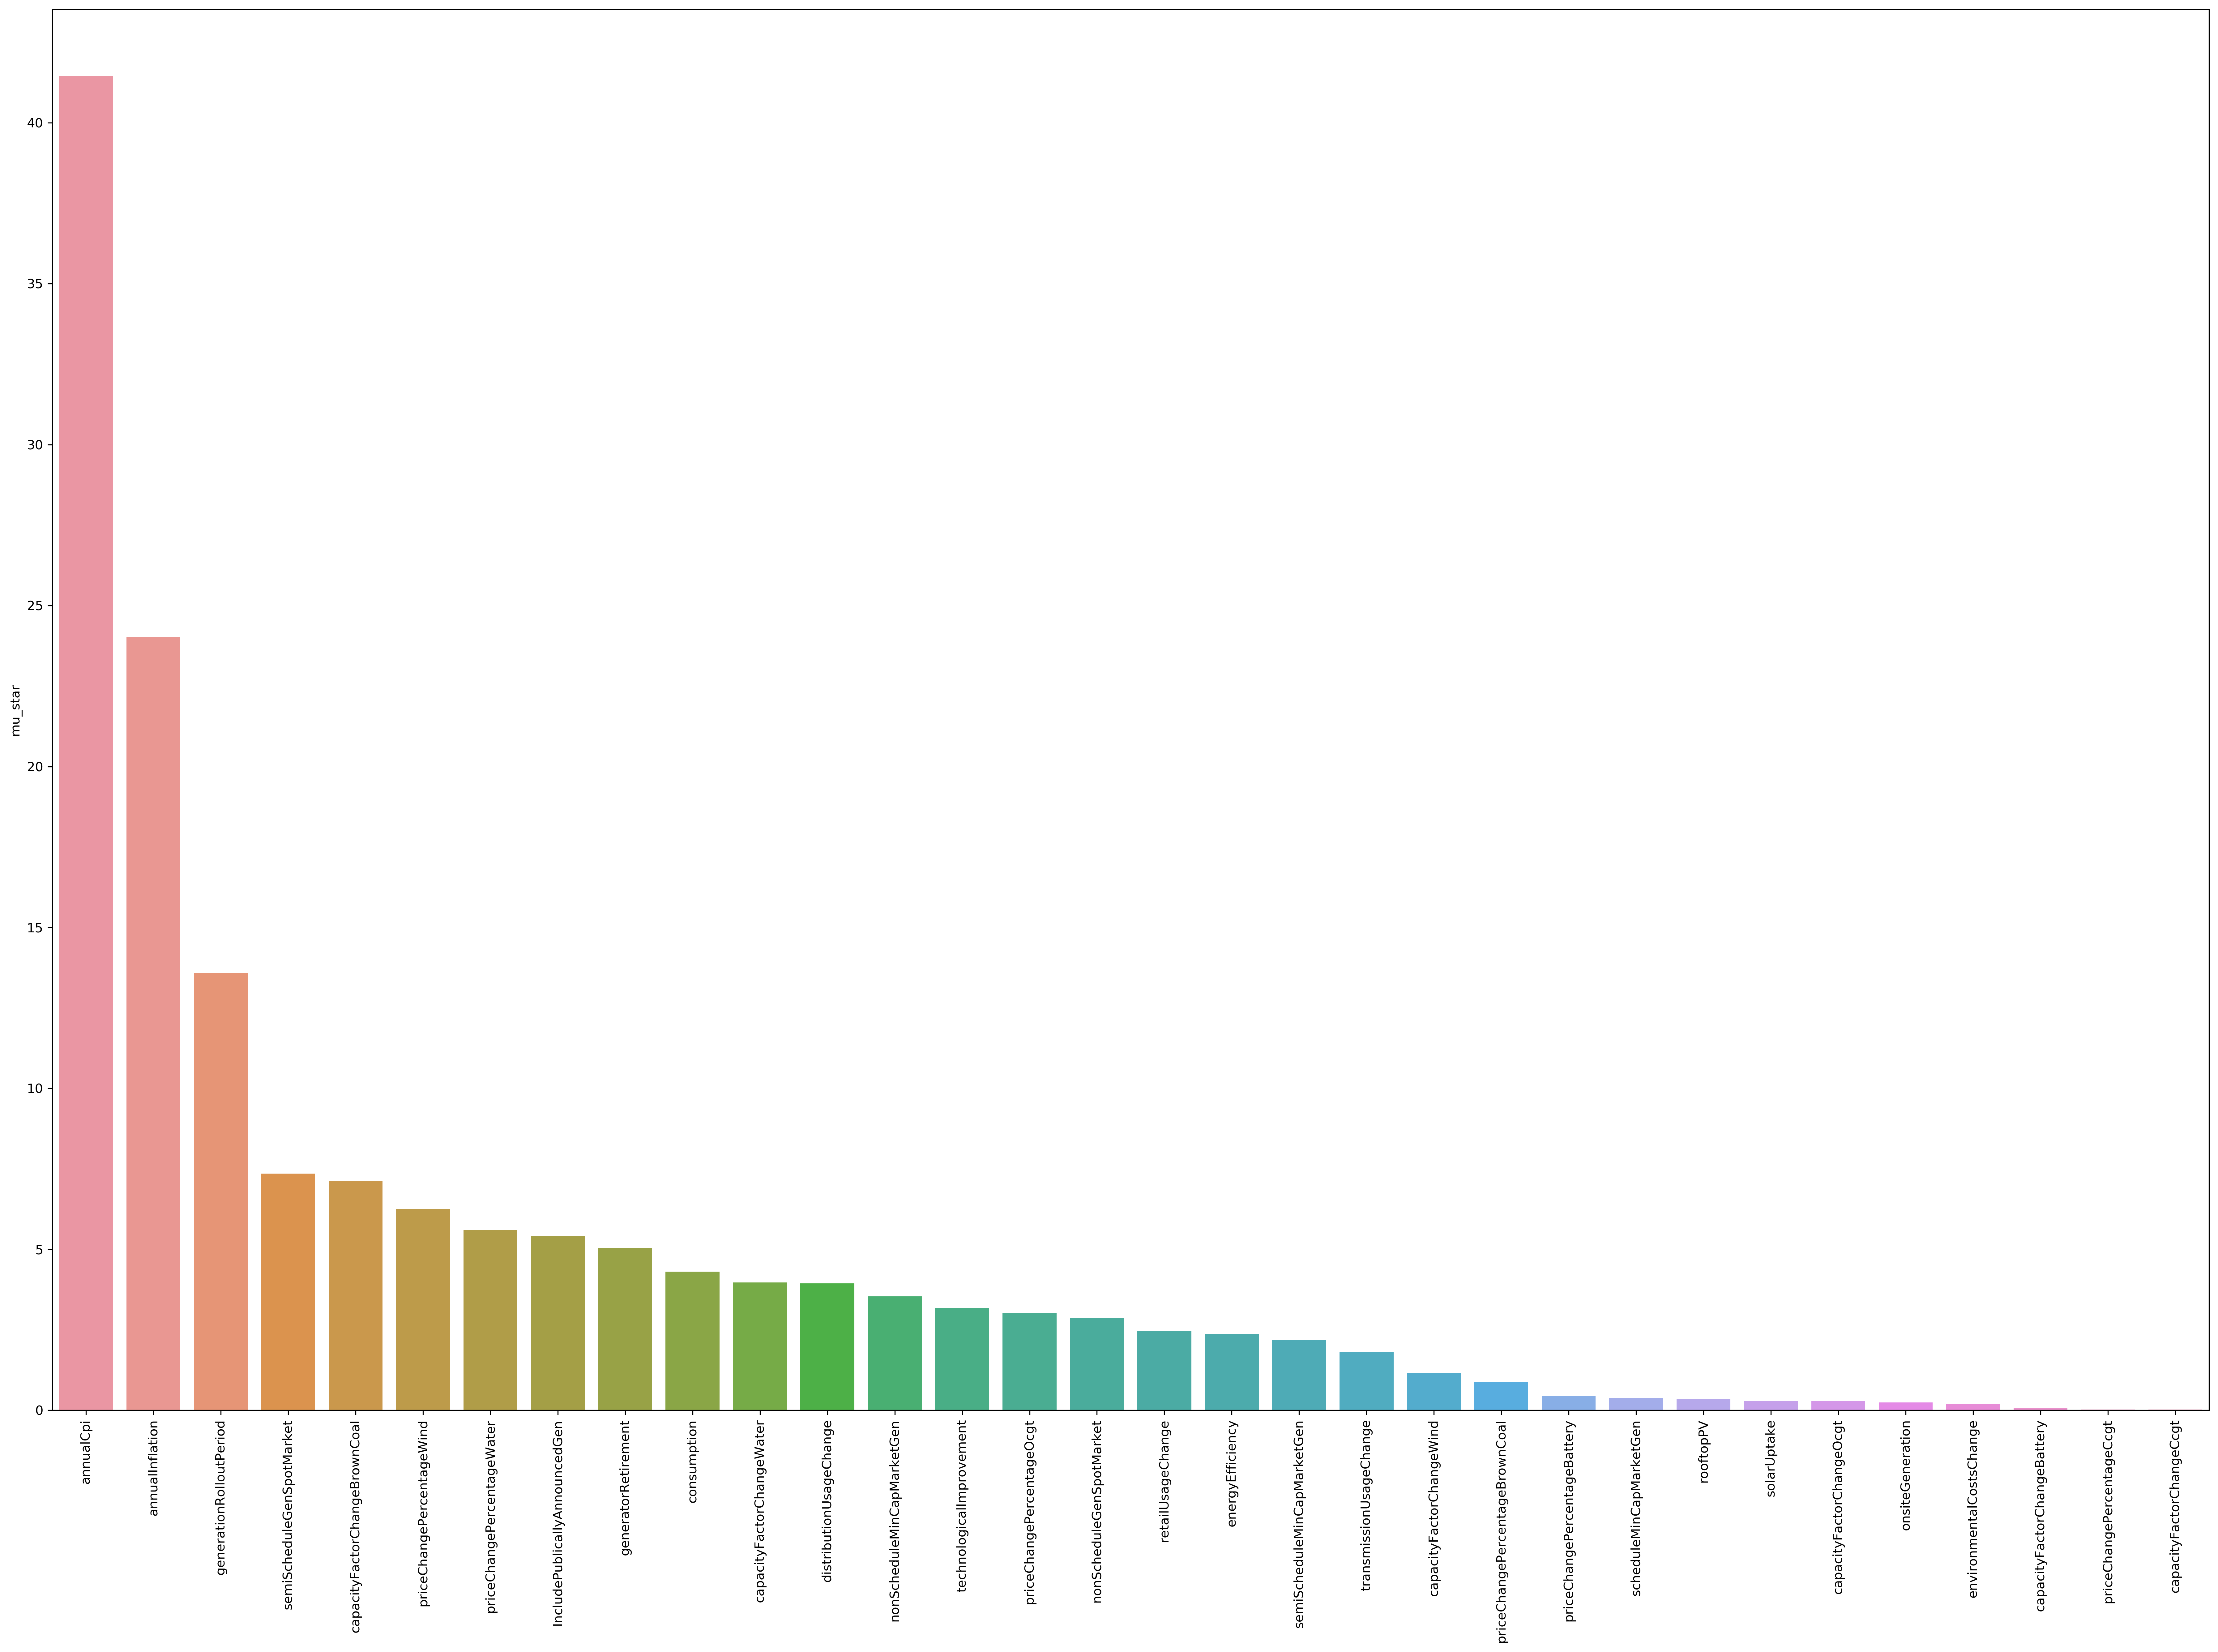 40
35
30
25
20
15
10
5
0
mu_star
annualCpi
annualInflation
generationRolloutPeriod
semiScheduleGenSpotMarket
capacityFactorChangeBrownCoal
priceChangePercentageWind
priceChangePercentageWater
IncludePublicallyAnnouncedGen
generatorRetirement
consumption
capacityFactorChangeWater
distributionUsageChange
nonScheduleMinCapMarketGen
technologicalImprovement
priceChangePercentageOcgt
nonScheduleGenSpotMarket
retailUsageChange
energyEfficiency
semiScheduleMinCapMarketGen
transmissionUsageChange
capacityFactorChangeWind
priceChangePercentageBrownCoal
priceChangePercentageBattery
scheduleMinCapMarketGen
rooftopPV
solarUptake
capacityFactorChangeOcgt
onsiteGeneration
environmentalCostsChange
capacityFactorChangeBattery
priceChangePercentageCcgt
capacityFactorChangeCcgt